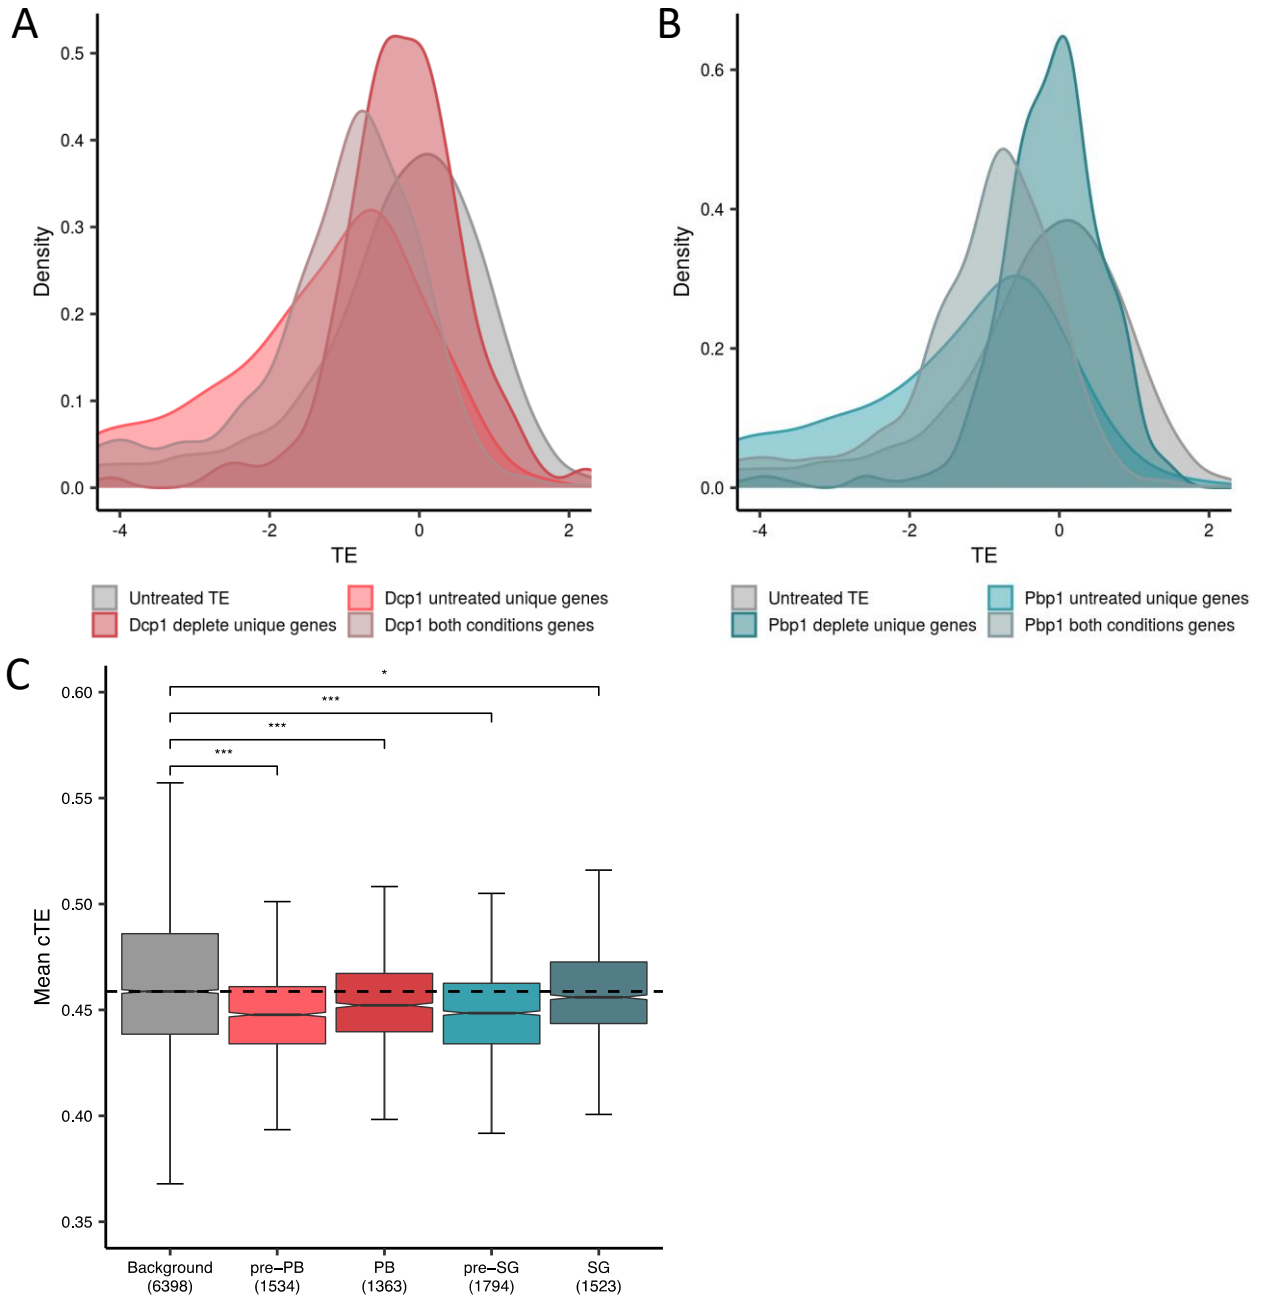 A
B
0.5
0.4
0.3
0.2
0.1
0.0
Density
-4
-2
0
2
TE
Untreated TE
Dcp1 untreated unique genes
Dcp1 deplete unique genes
Dcp1 both conditions genes
0.6
0.4
0.2
0.0
Density
-4
-2
0
2
TE
Untreated TE
Pbp1 untreated unique genes
Pbp1 deplete unique genes
Pbp1 both conditions genes
C
0.60
0.55
0.50
0.45
0.40
0.35
Mean cTE
*
***
***
***
Background
(6398)
pre–PB
(1534)
PB
(1363)
pre–SG
(1794)
SG
(1523)